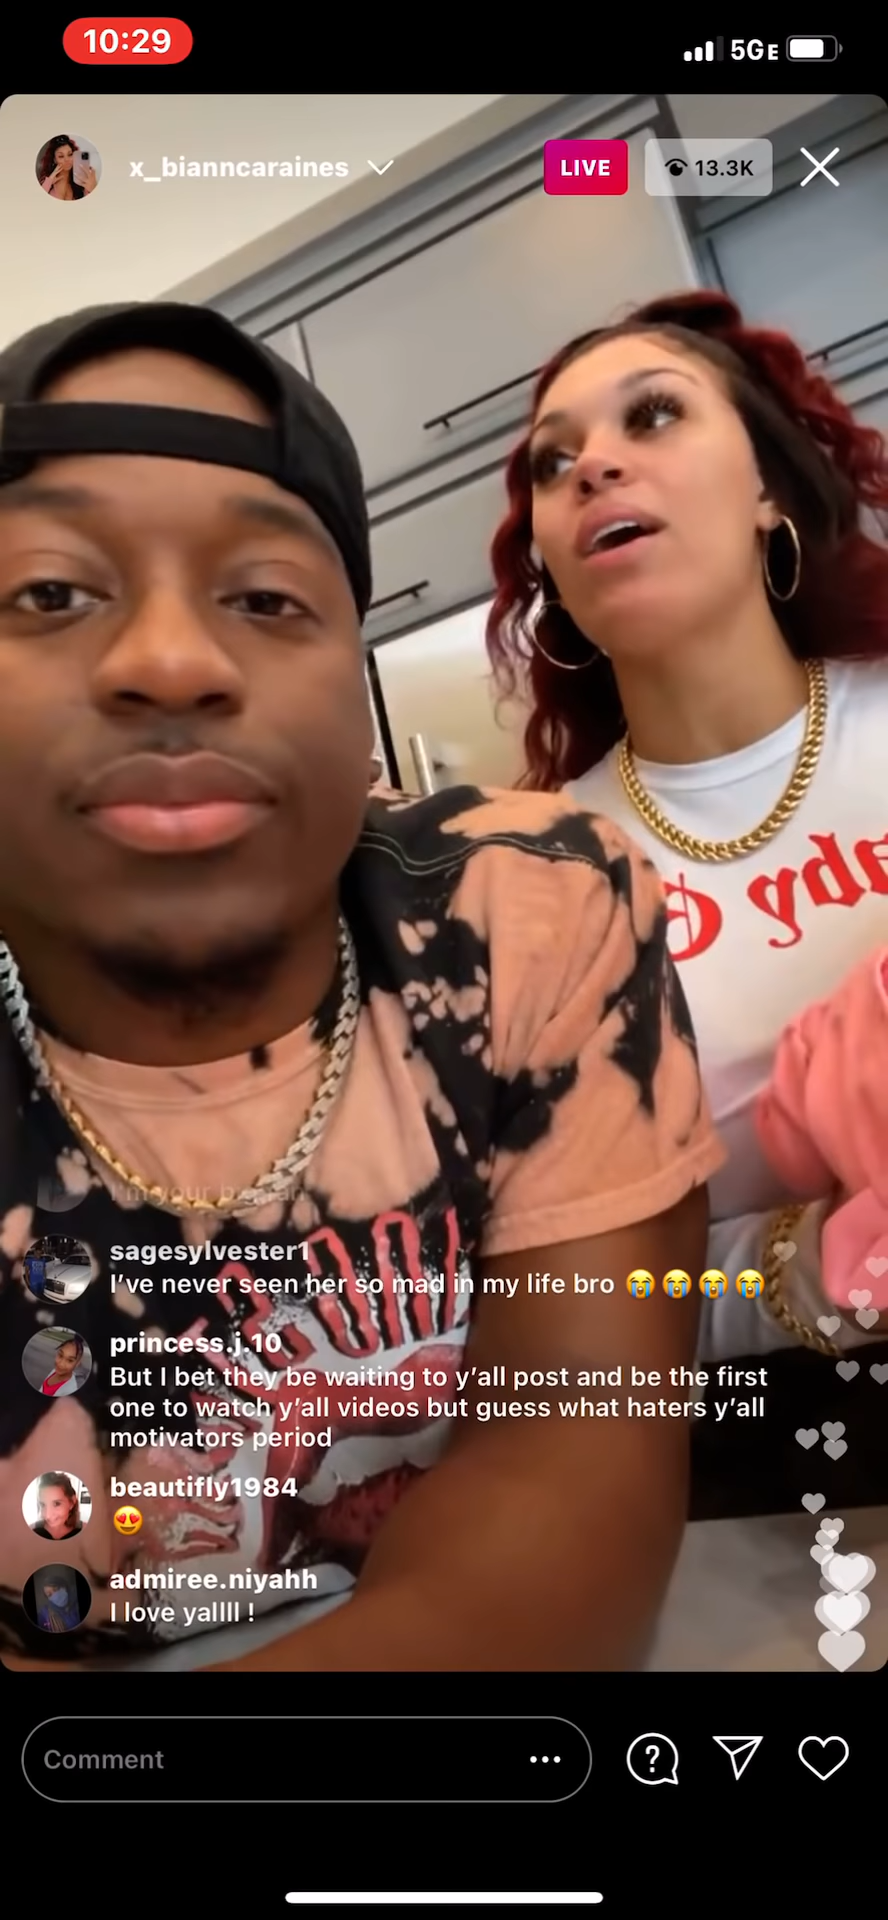 10:29
5GE
x_bianncaraines
LIVE
13.3K
I'm your
sagesylvester1
I've never seen her so mad in my life bro 😭😭😭😭
princess.j.10
But I bet they be waiting to y'all post and be the first
one to watch y'all videos but guess what haters y'all
motivators period
beautifly1984
😍
admiree.niyahh
I love yallll !
Comment